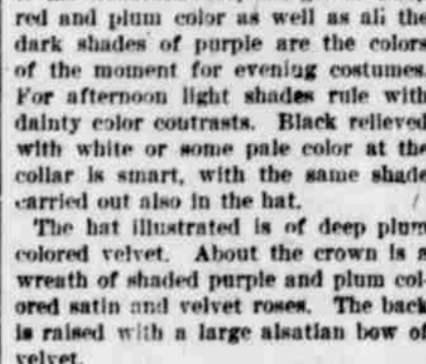 red and plum color as well as ali the
dark shades of purple are the colors
of the moment for evening costumes.
For afternoon light shades rule with
dainty color coutrasts. Black relieved
with white or some pale color at the
collar is smart, with the same shade
carried out also in the hat.
The hat illustrated is of deep plum
colored velvet. About the crown is a
wreath of shaded purple and plum col-
ored satin and velvet roses. The back
is raised with a large alsatian bow of
velvet.